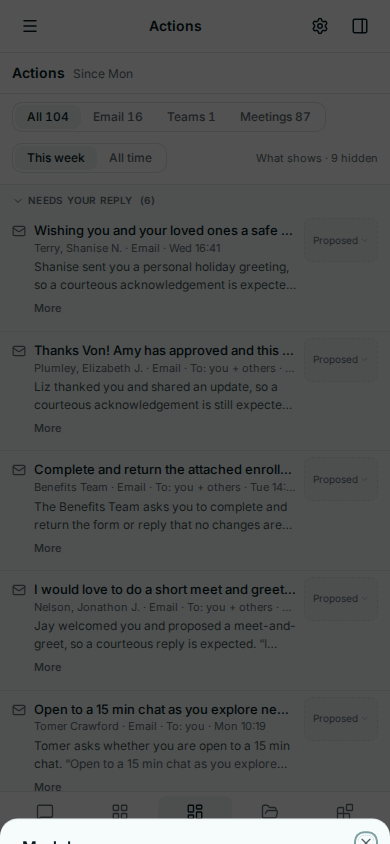 Actions
Actions Since Mon
All 104 Email 16 Teams 1 Meetings 87
This week All time What shows · 9 hidden
NEEDS YOUR REPLY (6)
Wishing you and your loved ones a safe ...
Proposed
Terry, Shanise N. · Email · Wed 16:41
Shanise sent you a personal holiday greeting,
so a courteous acknowledgement is expecte...
More
Thanks Von! Amy has approved and this ...
Proposed
Plumley, Elizabeth J. · Email · To: you + others · ...
Liz thanked you and shared an update, so a
courteous acknowledgement is still expecte...
More
Complete and return the attached enroll...
Proposed
Benefits Team · Email · To: you + others · Tue 14:...
The Benefits Team asks you to complete and
return the form or reply that no changes are...
More
I would love to do a short meet and greet...
Proposed
Nelson, Jonathon J. · Email · To: you + others · ...
Jay welcomed you and proposed a meet-and-
greet, so a courteous reply is expected. "I...
More
Open to a 15 min chat as you explore ne...
Proposed
Tomer Crawford · Email · To: you · Mon 10:19
Tomer asks whether you are open to a 15 min
chat. "Open to a 15 min chat as you explore...
More